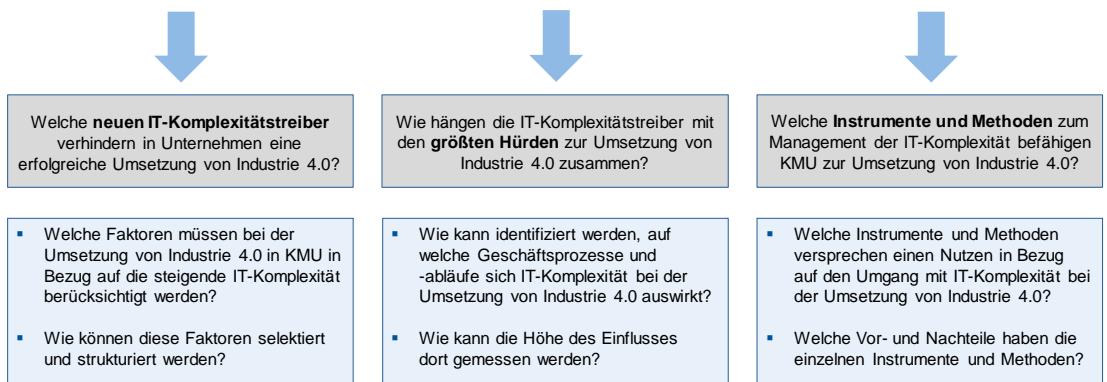 Welche neuen IT-Komplexitätstreiber
verhindern in Unternehmen eine
erfolgreiche Umsetzung von Industrie 4.0?
Wie hängen die IT-Komplexitätstreiber mit
den größten Hürden zur Umsetzung von
Industrie 4.0 zusammen?
Welche Instrumente und Methoden zum
Management der IT-Komplexität befähigen
KMU zur Umsetzung von Industrie 4.0?
▪ Welche Faktoren müssen bei der
Umsetzung von Industrie 4.0 in KMU in
Bezug auf die steigende IT-Komplexität
berücksichtigt werden?
▪ Wie können diese Faktoren selektiert
und strukturiert werden?
▪ Wie kann identifiziert werden, auf
welche Geschäftsprozesse und
-abläufe sich IT-Komplexität bei der
Umsetzung von Industrie 4.0 auswirkt?
▪ Wie kann die Höhe des Einflusses
dort gemessen werden?
▪ Welche Instrumente und Methoden
versprechen einen Nutzen in Bezug
auf den Umgang mit IT-Komplexität bei
der Umsetzung von Industrie 4.0?
▪ Welche Vor- und Nachteile haben die
einzelnen Instrumente und Methoden?